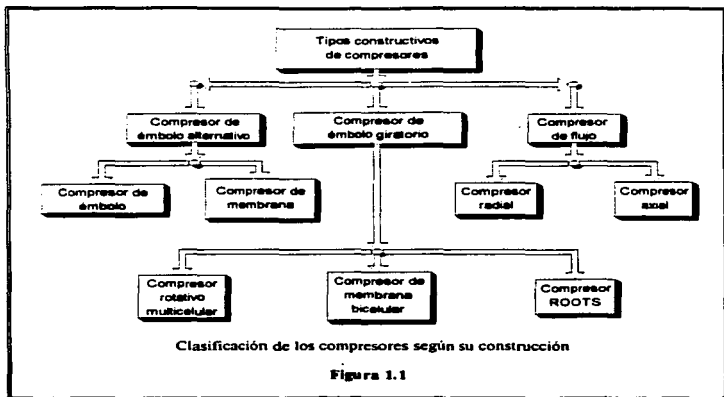 Tipos constructivos
de compresores
Compresor de
émbolo alternativo
Compresor de
émbolo giratorio
Compresor
de flujo
Compresor de
émbolo
Compresor de
membrana
Compresor
radial
Compresor
axial
Compresor
rotativo
multicelular
Compresor de
membrana
bicelular
Compresor
ROOTS
Clasificación de los compresores según su construcción
Figura 1.1